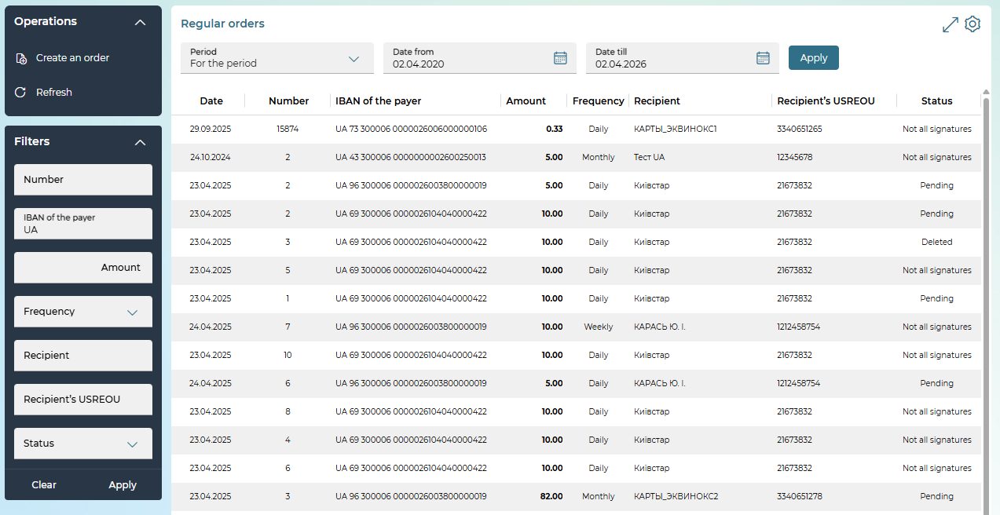 Operations
Create an order
Refresh
Filters
Number
IBAN of the payer
UA
Amount
Frequency
Recipient
Recipient's USREOU
Status
Clear Apply
Regular orders
Period
For the period
Date from
02.04.2020
Date till
02.04.2026
Apply
Date Number IBAN of the payer Amount Frequency Recipient Recipient's USREOU Status
29.09.2025 15874 UA 73 300006 0000026006000000106 0.33 Daily КАРТЫ_ЭКВИНОКС1 3340651265 Not all signatures
24.10.2024 2 UA 43 300006 0000000002600250013 5.00 Monthly Тест UA 12345678 Not all signatures
23.04.2025 2 UA 96 300006 0000026003800000019 5.00 Daily Київстар 21673832 Pending
23.04.2025 2 UA 69 300006 0000026104040000422 10.00 Daily Київстар 21673832 Pending
23.04.2025 3 UA 69 300006 0000026104040000422 10.00 Daily Київстар 21673832 Deleted
23.04.2025 5 UA 69 300006 0000026104040000422 10.00 Daily Київстар 21673832 Not all signatures
23.04.2025 1 UA 69 300006 0000026104040000422 10.00 Daily Київстар 21673832 Pending
24.04.2025 7 UA 96 300006 0000026003800000019 10.00 Weekly КАРАСЬ Ю. І. 1212458754 Not all signatures
23.04.2025 10 UA 69 300006 0000026104040000422 10.00 Daily Київстар 21673832 Not all signatures
24.04.2025 6 UA 96 300006 0000026003800000019 5.00 Daily КАРАСЬ Ю. І. 1212458754 Pending
23.04.2025 8 UA 69 300006 0000026104040000422 10.00 Daily Київстар 21673832 Not all signatures
23.04.2025 4 UA 69 300006 0000026104040000422 10.00 Daily Київстар 21673832 Not all signatures
23.04.2025 6 UA 69 300006 0000026104040000422 10.00 Daily Київстар 21673832 Not all signatures
23.04.2025 3 UA 96 300006 0000026003800000019 82.00 Monthly КАРТЫ_ЭКВИНОКС2 3340651278 Pending